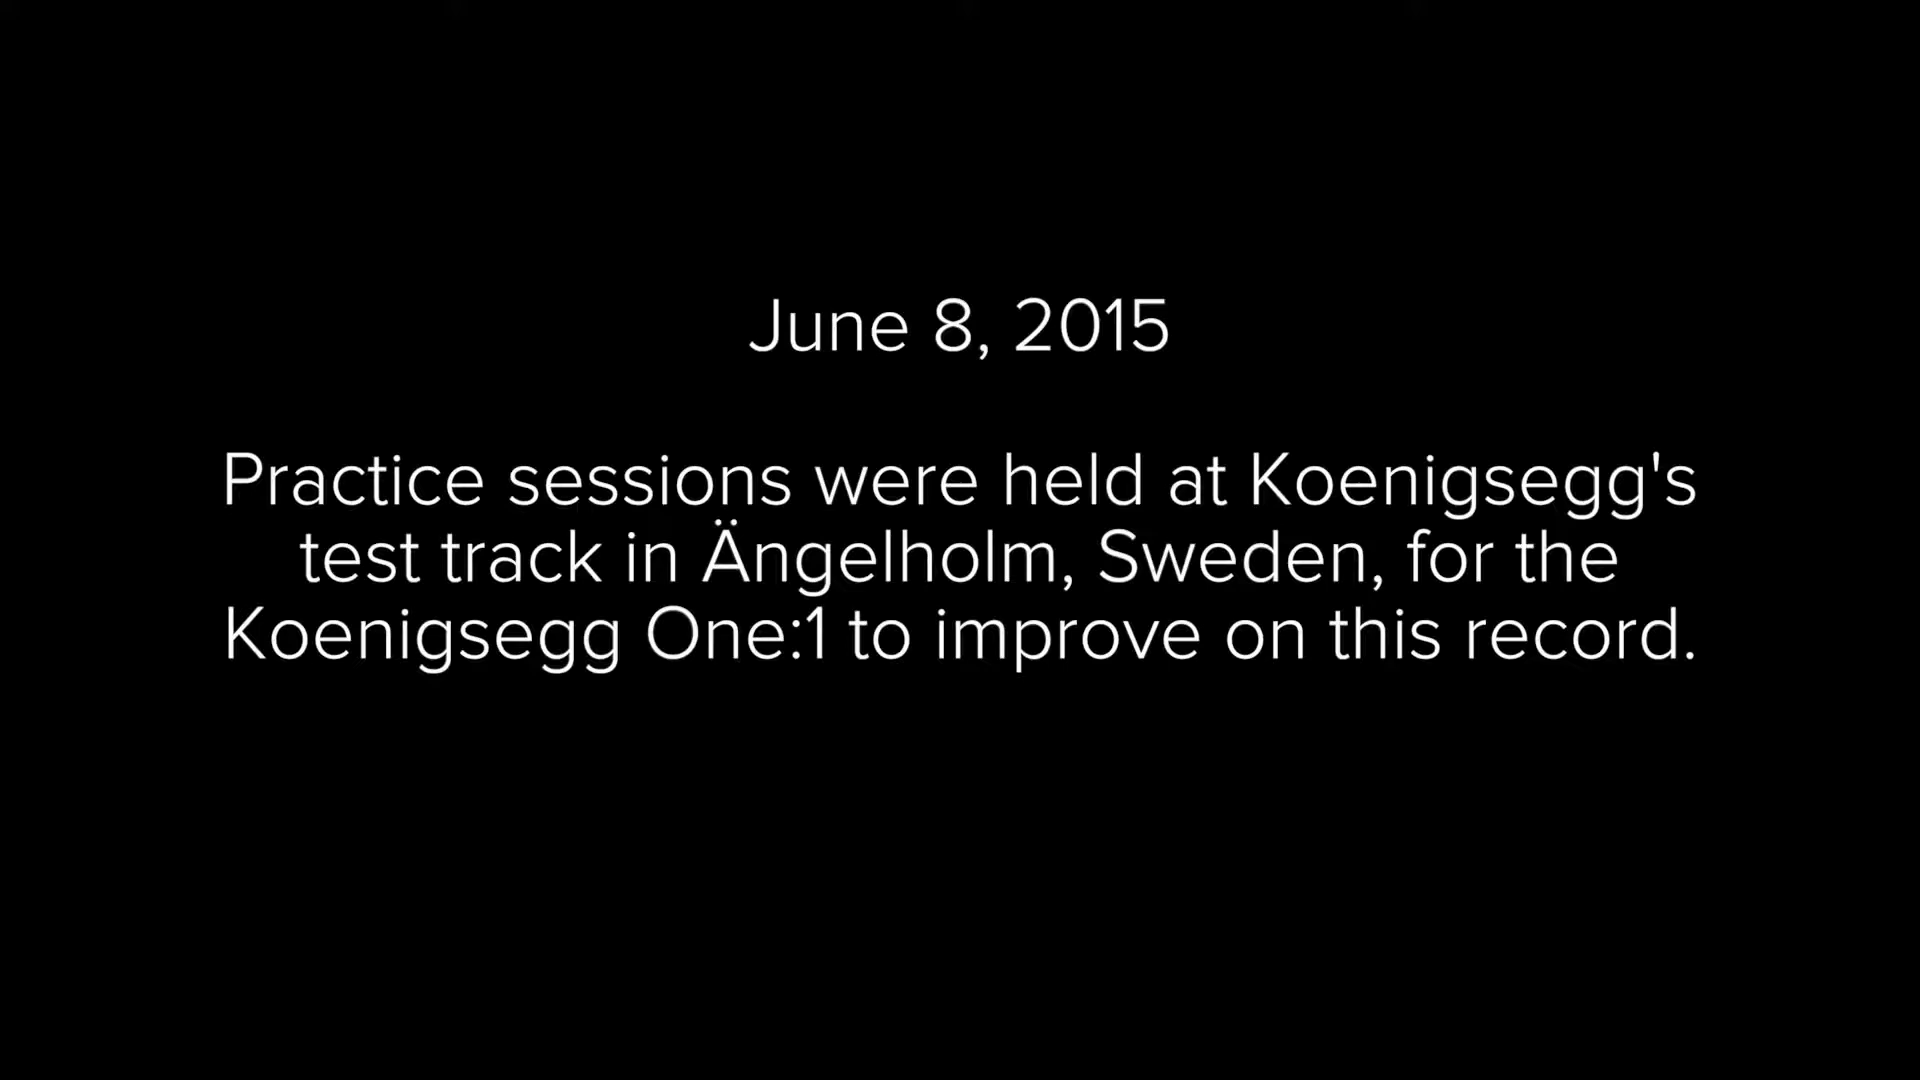 June 8, 2015
Practice sessions were held at Koenigsegg's
test track in Ängelholm, Sweden, for the
Koenigsegg One:1 to improve on this record.